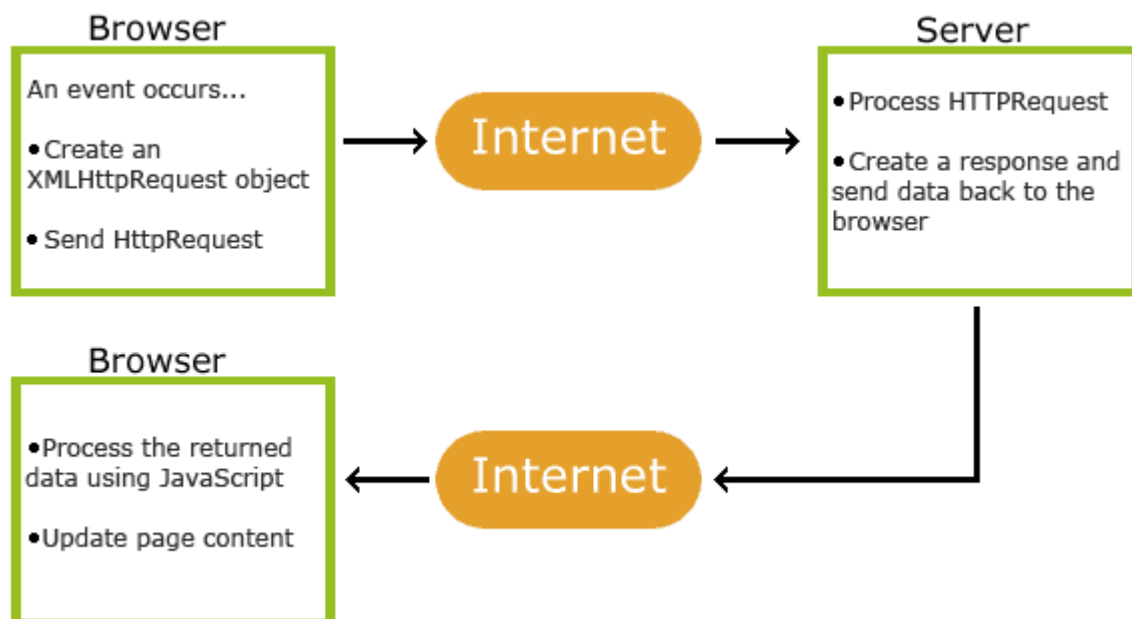 Browser
An event occurs...
•Create an
XMLHttpRequest object
• Send HttpRequest
Internet
Server
•Process HTTPRequest
•Create a response and
send data back to the
browser
Browser
•Process the returned
data using JavaScript
•Update page content
Internet